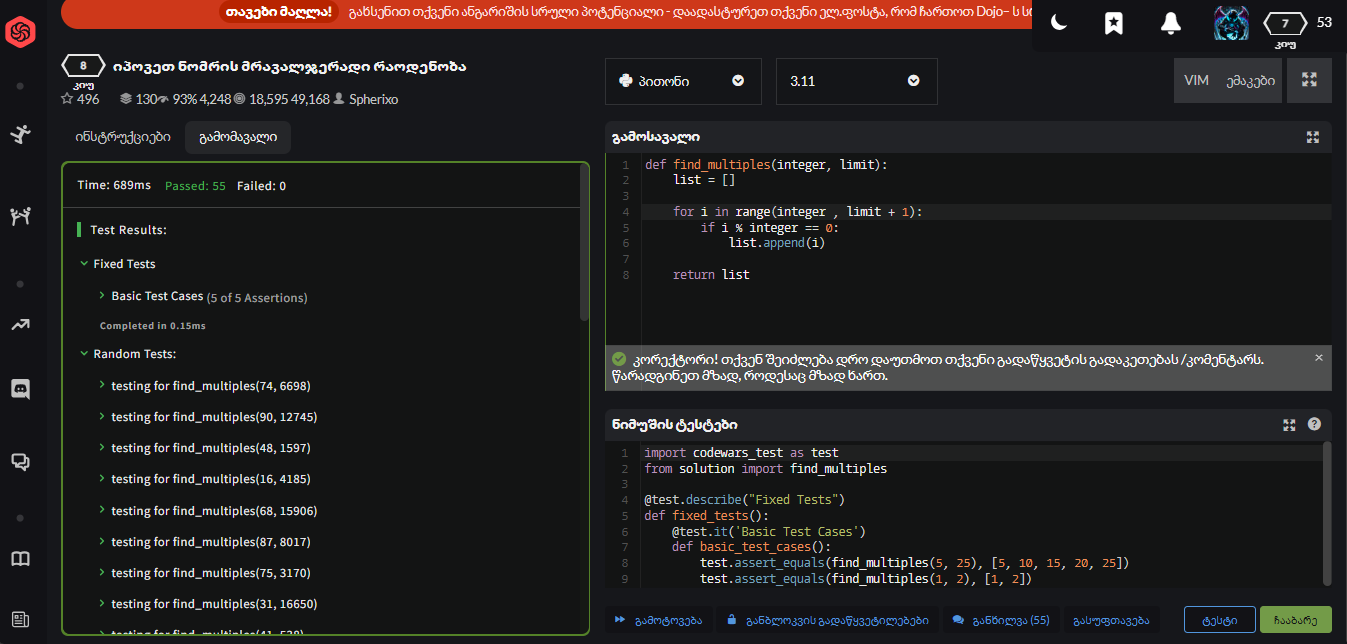 თავები მაღლა! გახსენით თქვენი ანგარიშის სრული პოტენციალი - დაადასტურეთ თქვენი ელ.ფოსტა, რომ ჩართოთ Dojo– ს
7 კიუ 53
8 კიუ იპოვეთ ნომრის მრავალჯერადი რაოდენობა
496 130 93% 4,248 18,595 49,168 Spherixo
პითონი
3.11
VIM ემაკები
ინსტრუქციები გამომავალი
Time: 689ms Passed: 55 Failed: 0
Test Results:
Fixed Tests
Basic Test Cases (5 of 5 Assertions)
Completed in 0.15ms
Random Tests:
testing for find_multiples(74, 6698)
testing for find_multiples(90, 12745)
testing for find_multiples(48, 1597)
testing for find_multiples(16, 4185)
testing for find_multiples(68, 15906)
testing for find_multiples(87, 8017)
testing for find_multiples(75, 3170)
testing for find_multiples(31, 16650)
testing for find_multiples(41, 538)
გამოსავალი
1 def find_multiples(integer, limit):
2 list = []
3
4 for i in range(integer , limit + 1):
5 if i % integer == 0:
6 list.append(i)
7
8 return list
კორექტორი! თქვენ შეიძლება დრო დაუთმოთ თქვენი გადაწყვეტის გადაკეთებას /კომენტარს.
წარადგინეთ მზად, როდესაც მზად ხართ.
ნიმუშის ტესტები
1 import codewars_test as test
2 from solution import find_multiples
3
4 @test.describe("Fixed Tests")
5 def fixed_tests():
6 @test.it('Basic Test Cases')
7 def basic_test_cases():
8 test.assert_equals(find_multiples(5, 25), [5, 10, 15, 20, 25])
9 test.assert_equals(find_multiples(1, 2), [1, 2])
გამოტოვება განბლოკვის გადაწყვეტილებები განხილვა (55) გასუფთავება ტესტი ჩააბარე